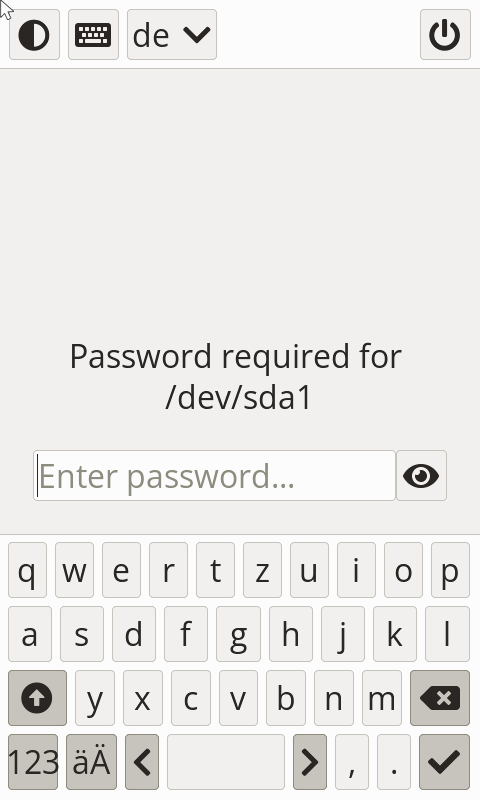 de
Password required for
/dev/sda1
Enter password...
q w e r t z u i o p
a s d f g h j k l
y x c v b n m
123 äÄ , .